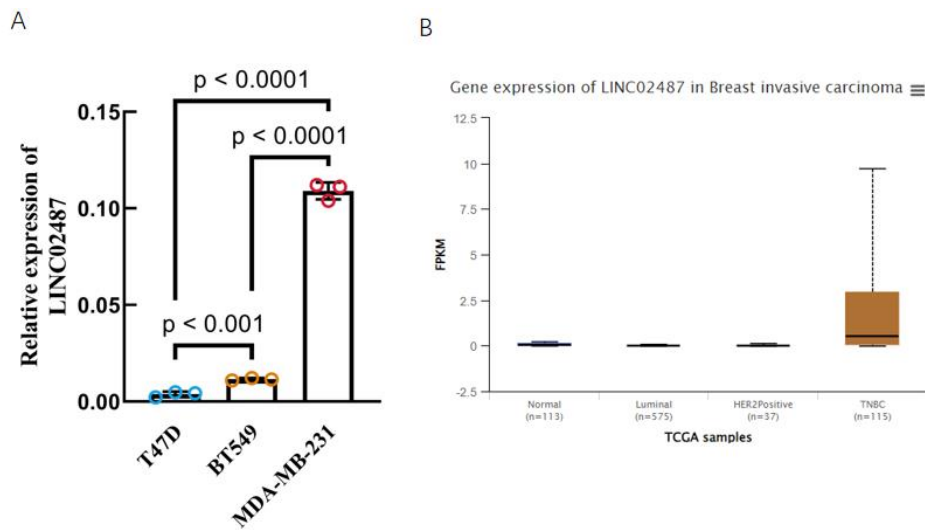 A
p < 0.0001
p < 0.0001
p < 0.001
0.15
0.10
0.05
0.00
Relative expression of
LINC02487
T47D
BT549
MDA-MB-231
B
Gene expression of LINC02487 in Breast invasive carcinoma
12.5
10
7.5
5
2.5
0
-2.5
FPKM
Normal
(n=113)
Luminal
(n=575)
HER2Positive
(n=37)
TNBC
(n=115)
TCGA samples